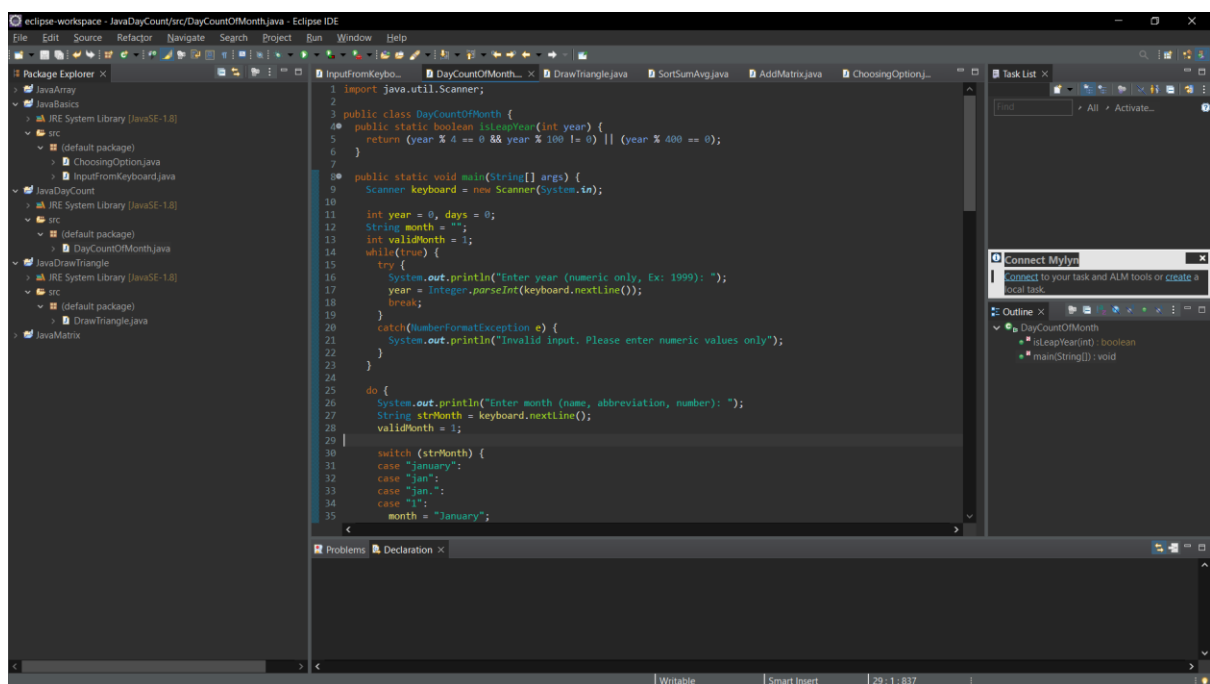 eclipse-workspace - JavaDayCount/src/DayCountOfMonth.java - Eclipse IDE
File Edit Source Refactor Navigate Search Project Run Window Help
Package Explorer
JavaArray
JavaBasics
JRE System Library [JavaSE-1.8]
src
(default package)
ChoosingOption.java
InputFromKeyboard.java
JavaDayCount
JRE System Library [JavaSE-1.8]
src
(default package)
DayCountOfMonth.java
JavaDrawTriangle
JRE System Library [JavaSE-1.8]
src
(default package)
DrawTriangle.java
JavaMatrix
InputFromKeybo... DayCountOfMonth.... DrawTriangle.java SortSumAvg.java AddMatrix.java ChoosingOption.j...
1 import java.util.Scanner;
2
3 public class DayCountOfMonth {
4 public static boolean isLeapYear(int year) {
5 return (year % 4 == 0 && year % 100 != 0) || (year % 400 == 0);
6 }
7
8 public static void main(String[] args) {
9 Scanner keyboard = new Scanner(System.in);
10
11 int year = 0, days = 0;
12 String month = "";
13 int validMonth = 1;
14 while(true) {
15 try {
16 System.out.println("Enter year (numeric only, Ex: 1999): ");
17 year = Integer.parseInt(keyboard.nextLine());
18 break;
19 }
20 catch(NumberFormatException e) {
21 System.out.println("Invalid input. Please enter numeric values only");
22 }
23 }
24
25 do {
26 System.out.println("Enter month (name, abbreviation, number): ");
27 String strMonth = keyboard.nextLine();
28 validMonth = 1;
29
30 switch (strMonth) {
31 case "january":
32 case "jan":
33 case "jan.":
34 case "1":
35 month = "January";
Problems Declaration
Task List
Find All Activate...
Connect Mylyn
Connect to your task and ALM tools or create a
local task.
Outline
DayCountOfMonth
isLeapYear(int) : boolean
main(String[]) : void
Writable Smart Insert 29 : 1 : 837